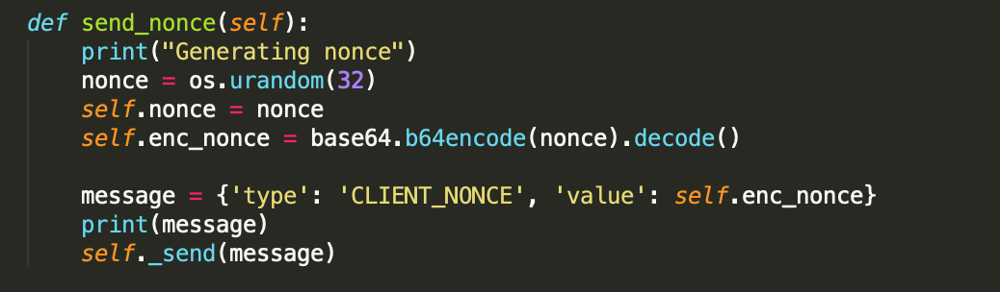 def send_nonce(self):
    print("Generating nonce")
    nonce = os.urandom(32)
    self.nonce = nonce
    self.enc_nonce = base64.b64encode(nonce).decode()

    message = {'type': 'CLIENT_NONCE', 'value': self.enc_nonce}
    print(message)
    self._send(message)